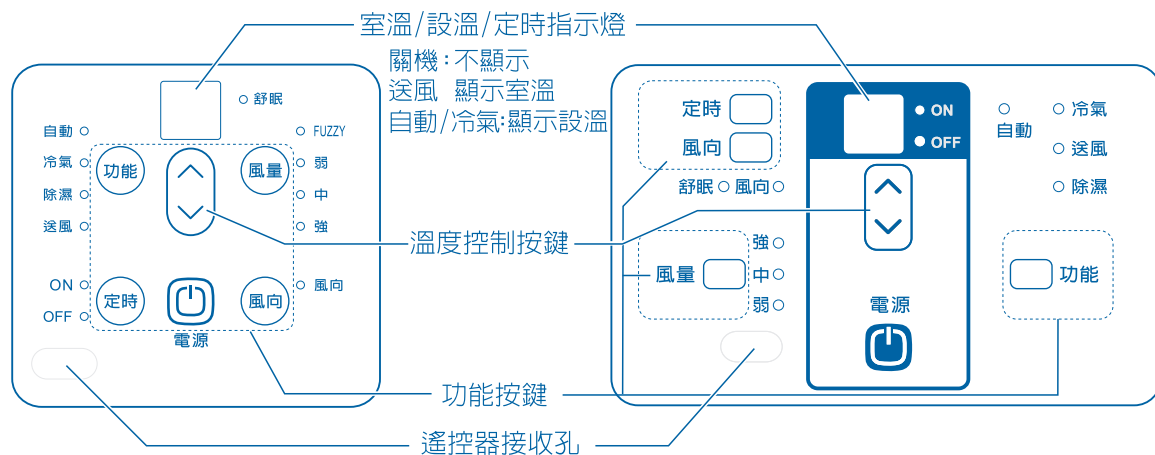 室溫/設溫/定時指示燈
關機：不顯示
送風 顯示室溫
自動/冷氣:顯示設溫
舒眠
自動
FUZZY
冷氣
功能
風量
弱
除濕
中
送風
強
ON
定時
風向
風向
OFF
電源
溫度控制按鍵
功能按鍵
遙控器接收孔
定時
ON
自動
冷氣
風向
OFF
送風
舒眠
風向
除濕
強
風量
中
功能
弱
電源